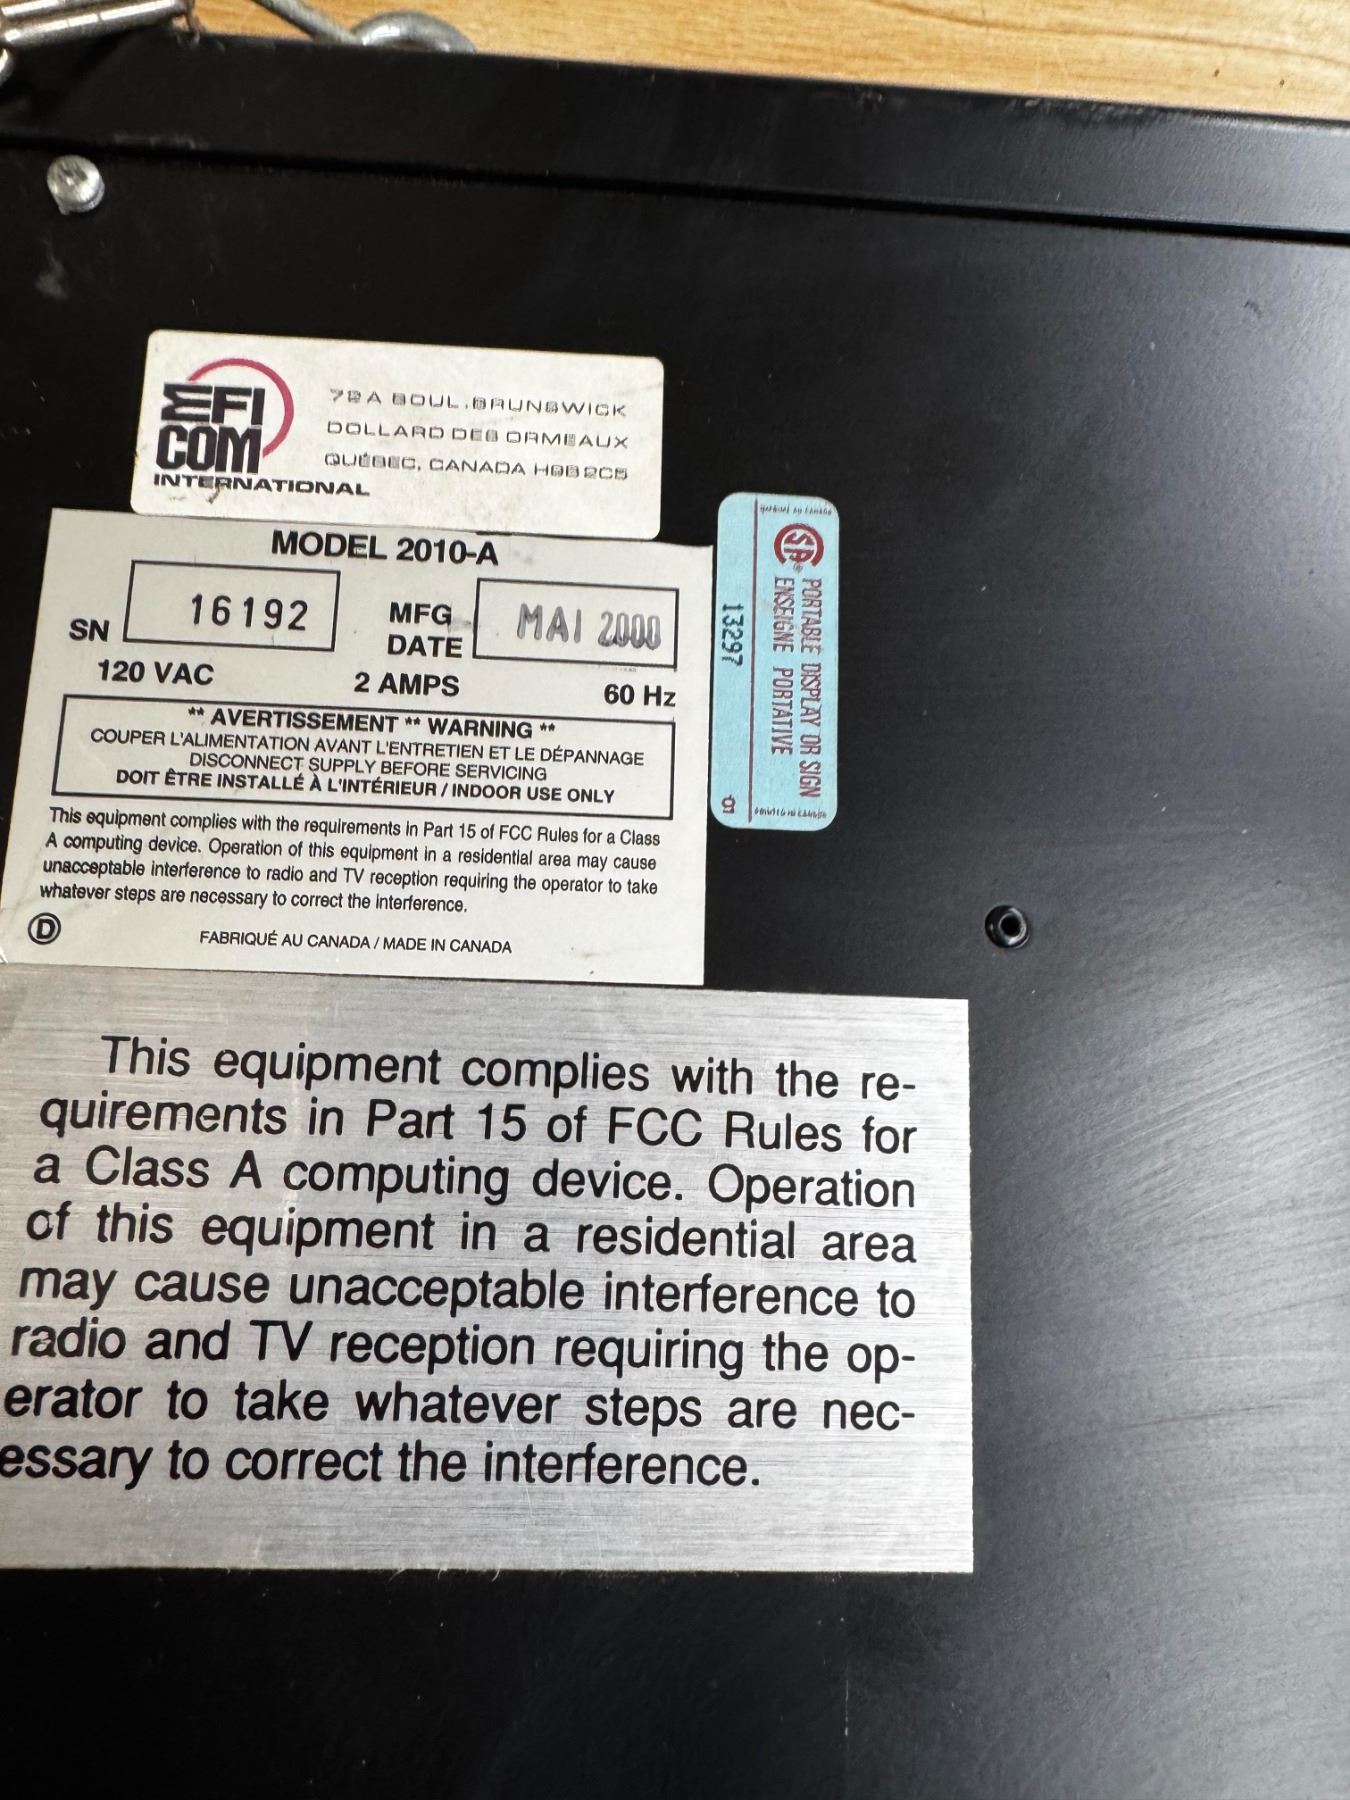 EFI
COM
INTERNATIONAL
72A BOUL. BRUNSWICK
DOLLARD DES ORMEAUX
QUÉBEC, CANADA H9B 2C5
MODEL 2010-A
SN 16192 MFG DATE MAI 2000
120 VAC 2 AMPS 60 Hz
** AVERTISSEMENT ** WARNING **
COUPER L'ALIMENTATION AVANT L'ENTRETIEN ET LE DÉPANNAGE
DISCONNECT SUPPLY BEFORE SERVICING
DOIT ÊTRE INSTALLÉ À L'INTÉRIEUR / INDOOR USE ONLY
This equipment complies with the requirements in Part 15 of FCC Rules for a Class
A computing device. Operation of this equipment in a residential area may cause
unacceptable interference to radio and TV reception requiring the operator to take
whatever steps are necessary to correct the interference.
D
FABRIQUÉ AU CANADA / MADE IN CANADA
PORTABLE DISPLAY OR SIGN
ENSEIGNE PORTATIVE
13297
01
This equipment complies with the re-
quirements in Part 15 of FCC Rules for
a Class A computing device. Operation
of this equipment in a residential area
may cause unacceptable interference to
radio and TV reception requiring the op-
erator to take whatever steps are nec-
essary to correct the interference.